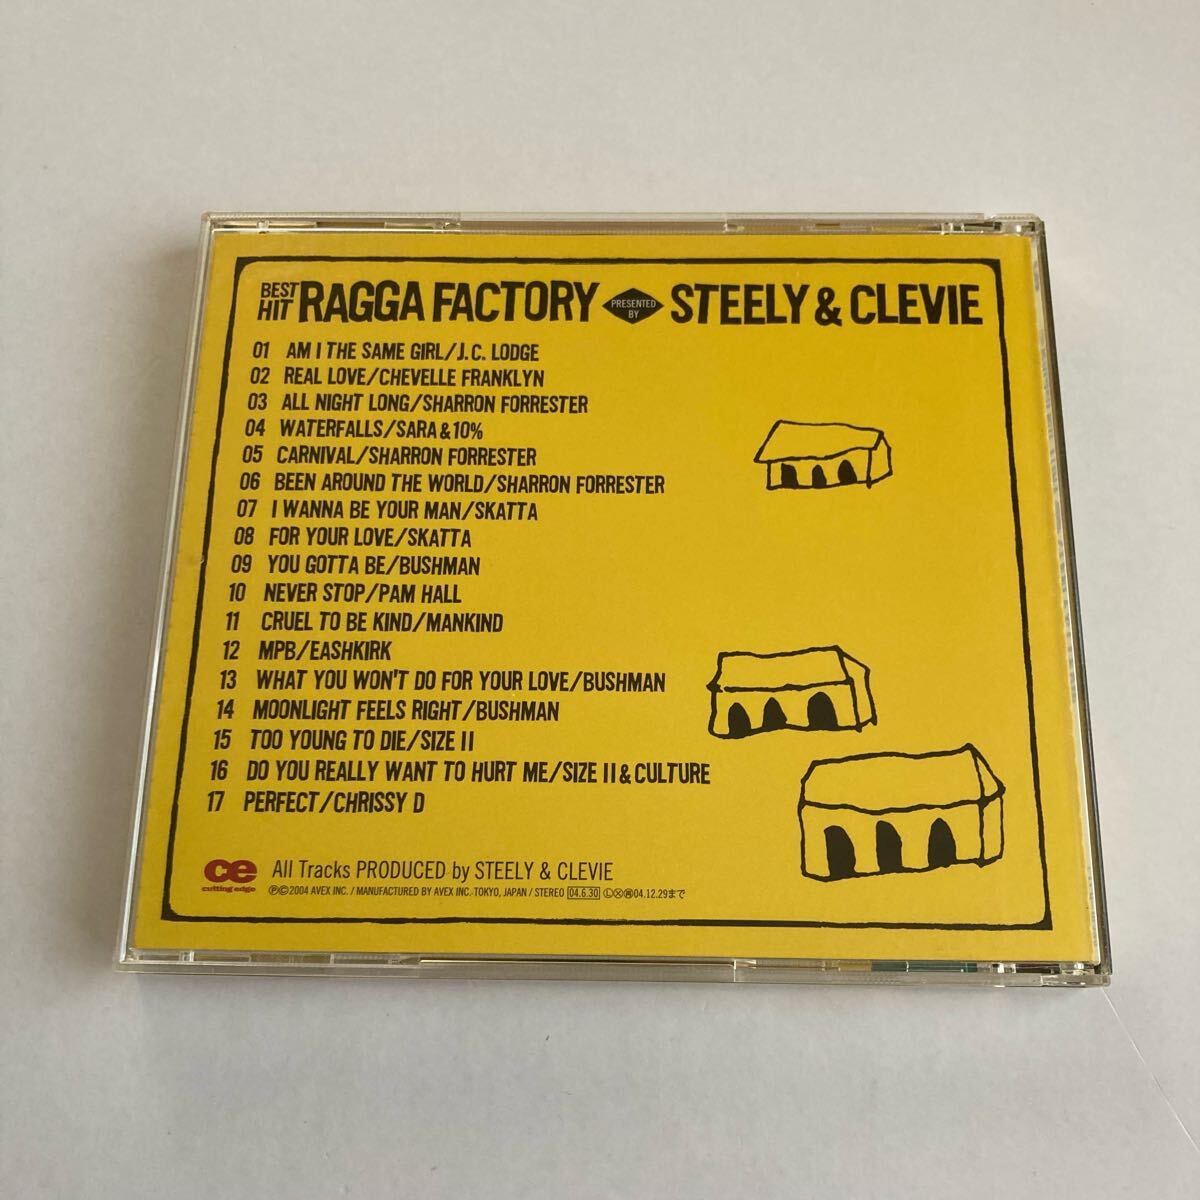 BEST HIT RAGGA FACTORY PRESENTED BY STEELY & CLEVIE
01 AM I THE SAME GIRL/J.C. LODGE
02 REAL LOVE/CHEVELLE FRANKLYN
03 ALL NIGHT LONG/SHARRON FORRESTER
04 WATERFALLS/SARA & 10%
05 CARNIVAL/SHARRON FORRESTER
06 BEEN AROUND THE WORLD/SHARRON FORRESTER
07 I WANNA BE YOUR MAN/SKATTA
08 FOR YOUR LOVE/SKATTA
09 YOU GOTTA BE/BUSHMAN
10 NEVER STOP/PAM HALL
11 CRUEL TO BE KIND/MANKIND
12 MPB/EASHKIRK
13 WHAT YOU WON'T DO FOR YOUR LOVE/BUSHMAN
14 MOONLIGHT FEELS RIGHT/BUSHMAN
15 TOO YOUNG TO DIE/SIZE II
16 DO YOU REALLY WANT TO HURT ME/SIZE II & CULTURE
17 PERFECT/CHRISSY D
ce
cutting edge
All Tracks PRODUCED by STEELY & CLEVIE
Ⓟ©2004 AVEX INC. / MANUFACTURED BY AVEX INC. TOKYO, JAPAN / STEREO 04.6.30 Ⓛ Ⓧ ㊢04.12.29まで